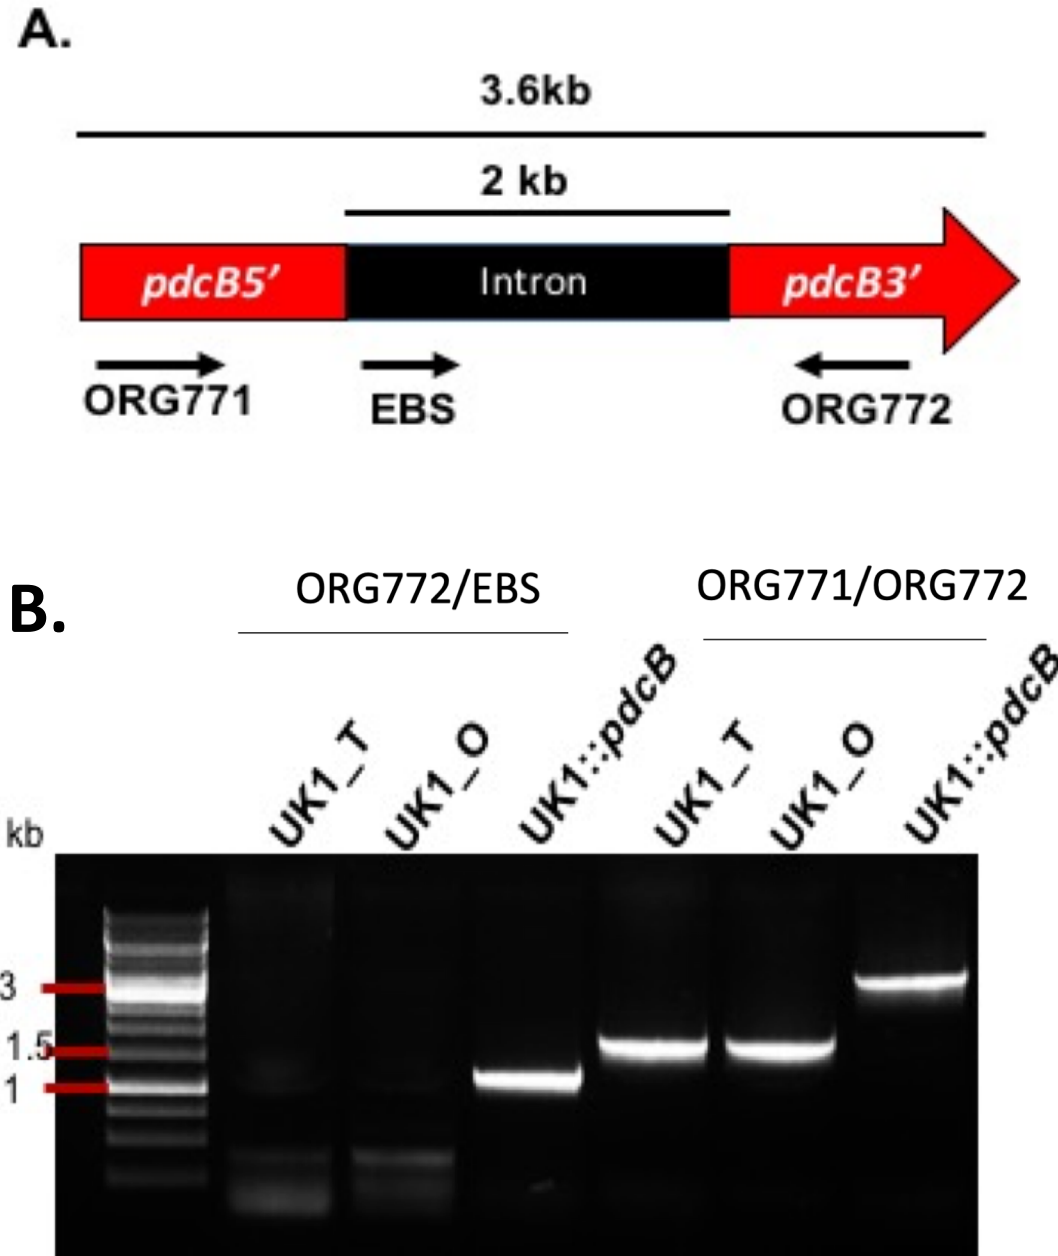 A.
3.6kb
2 kb
pdcB5’ Intron pdcB3’
ORG771 EBS ORG772
B.
ORG772/EBS ORG771/ORG772
UK1_T UK1_O UK1::pdcB UK1_T UK1_O UK1::pdcB
kb
3
1.5
1